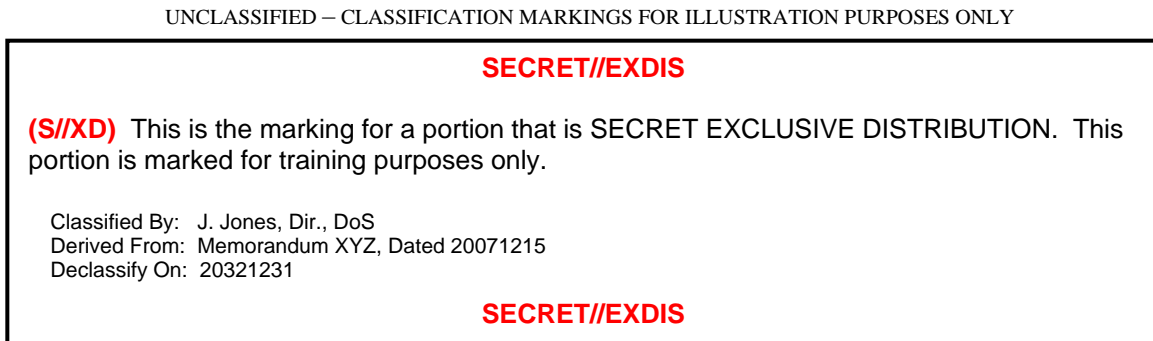 UNCLASSIFIED – CLASSIFICATION MARKINGS FOR ILLUSTRATION PURPOSES ONLY
SECRET//EXDIS
(S//XD) This is the marking for a portion that is SECRET EXCLUSIVE DISTRIBUTION. This
portion is marked for training purposes only.
Classified By: J. Jones, Dir., DoS
Derived From: Memorandum XYZ, Dated 20071215
Declassify On: 20321231
SECRET//EXDIS